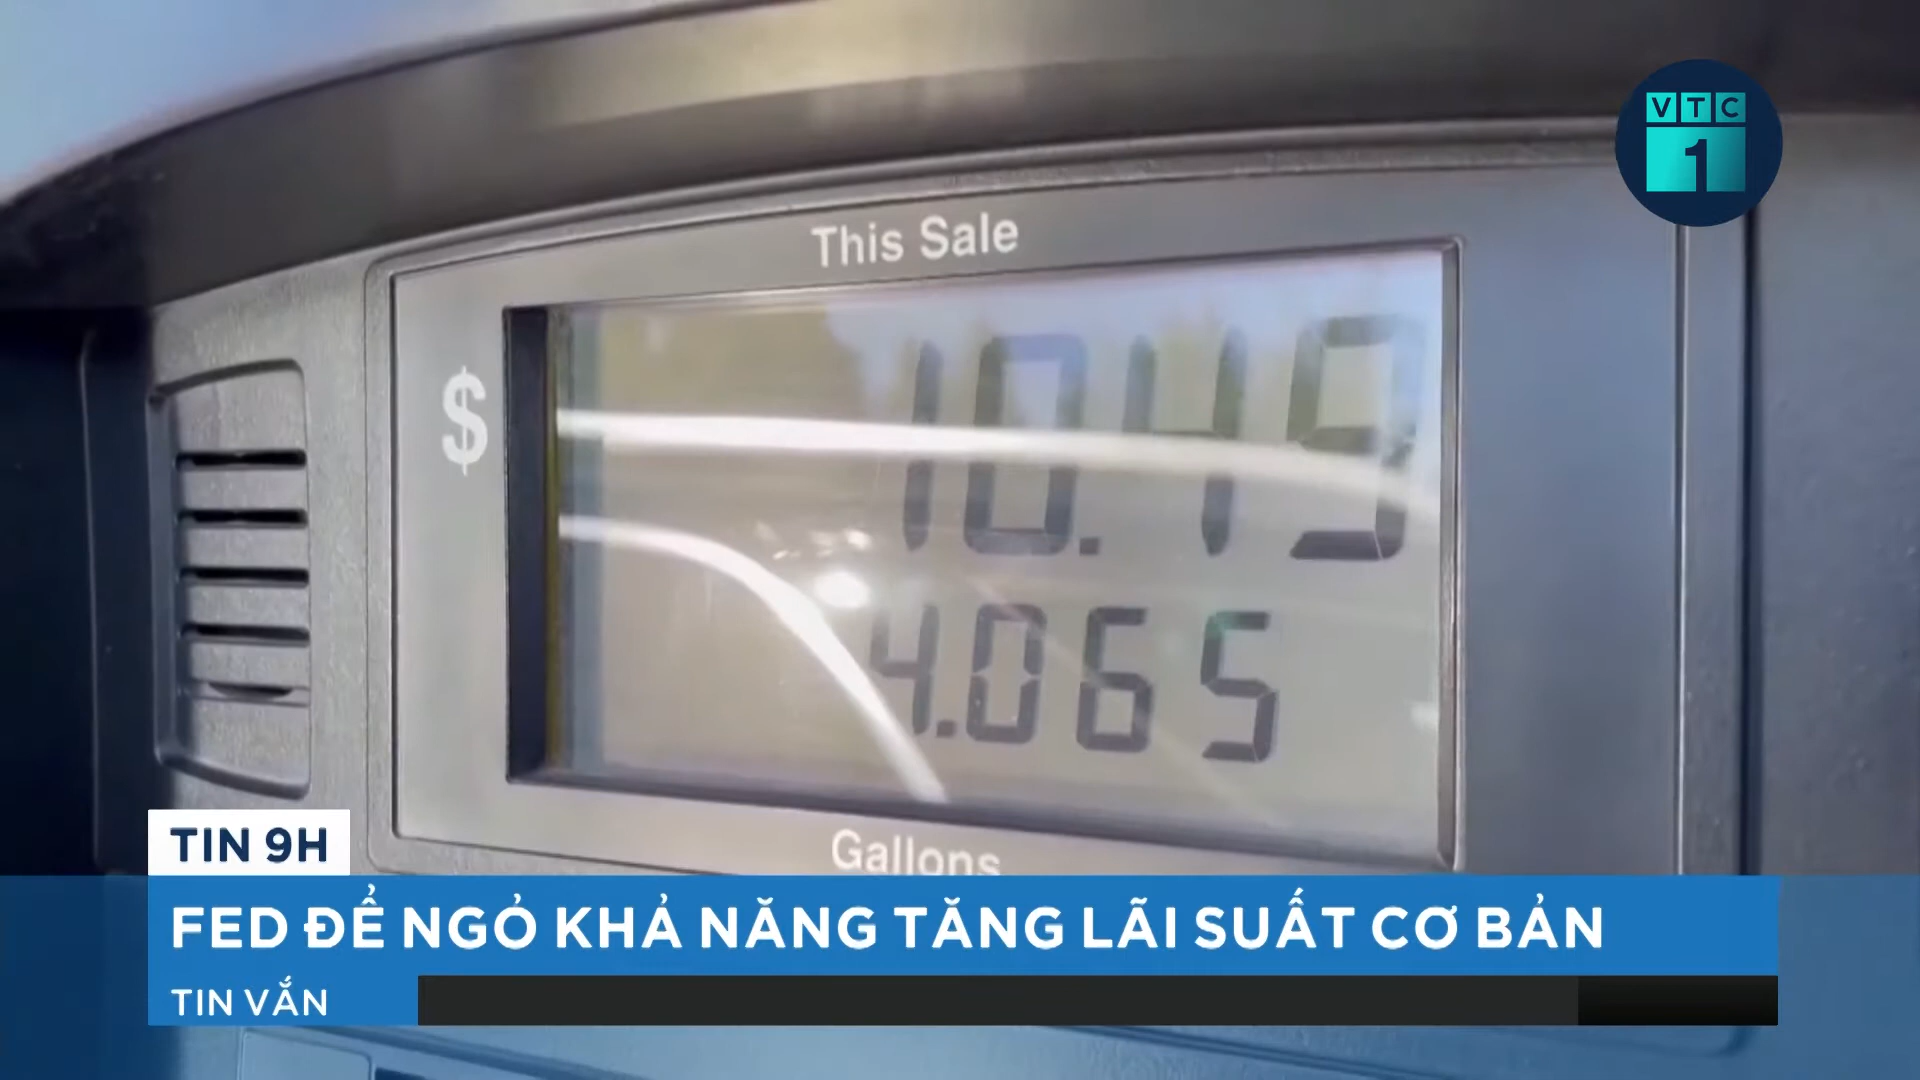 VTC
1
This Sale
$
10.49
4.065
Gallons
TIN 9H
FED ĐỂ NGỎ KHẢ NĂNG TĂNG LÃI SUẤT CƠ BẢN
TIN VẮN